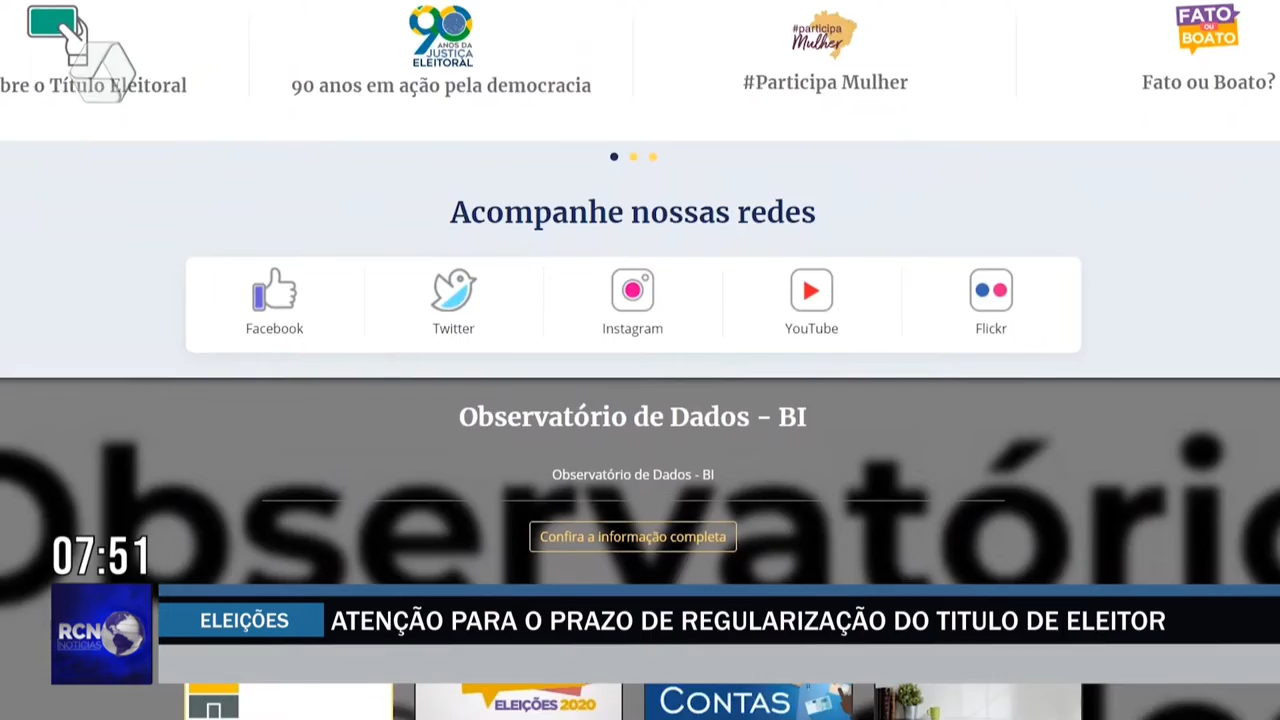 90
ANOS DA
JUSTIÇA
ELEITORAL
#participa
Mulher
FATO
OU
BOATO
bre o Título Eleitoral
90 anos em ação pela democracia
#Participa Mulher
Fato ou Boato?
Acompanhe nossas redes
Facebook
Twitter
Instagram
YouTube
Flickr
Observatório de Dados - BI
Observatório de Dados - BI
Observatório
Confira a informação completa
07:51
RCN
NOTÍCIAS
ELEIÇÕES
ATENÇÃO PARA O PRAZO DE REGULARIZAÇÃO DO TITULO DE ELEITOR
ELEIÇÕES 2020
CONTAS